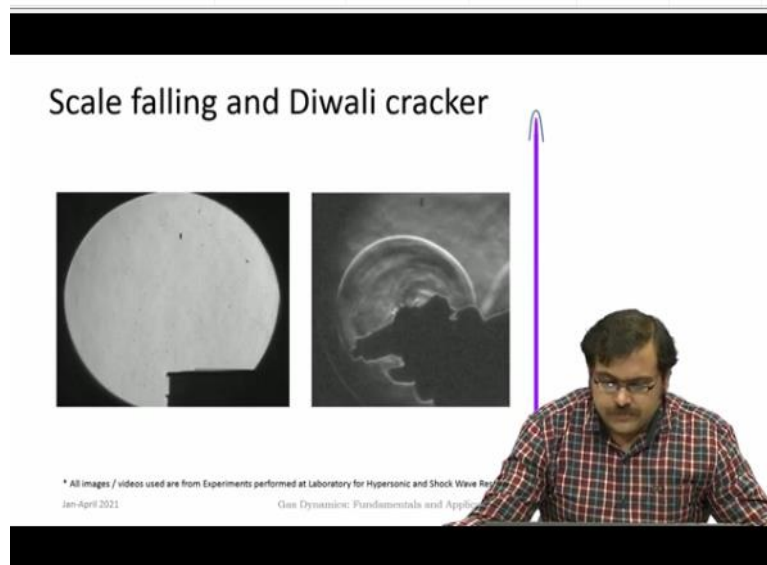 Scale falling and Diwali cracker
* All images / videos used are from Experiments performed at Laboratory for Hypersonic and Shock Wave
Jan-April 2021
Gas Dynamics: Fundamentals and